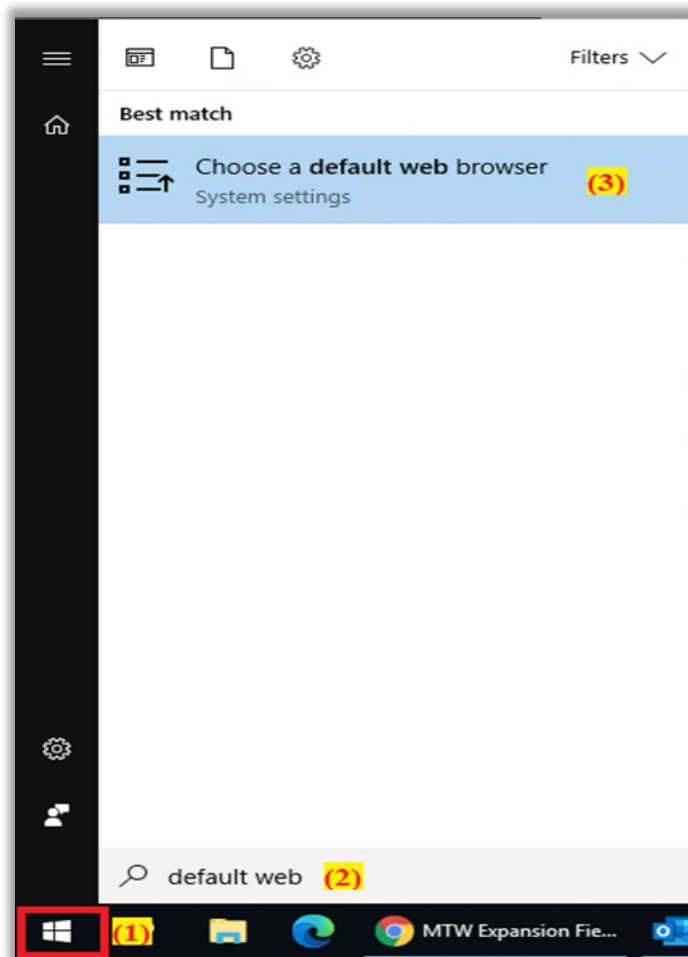 Filters
Best match
Choose a default web browser
(3)
System settings
default web (2)
(1) MTW Expansion Fie...